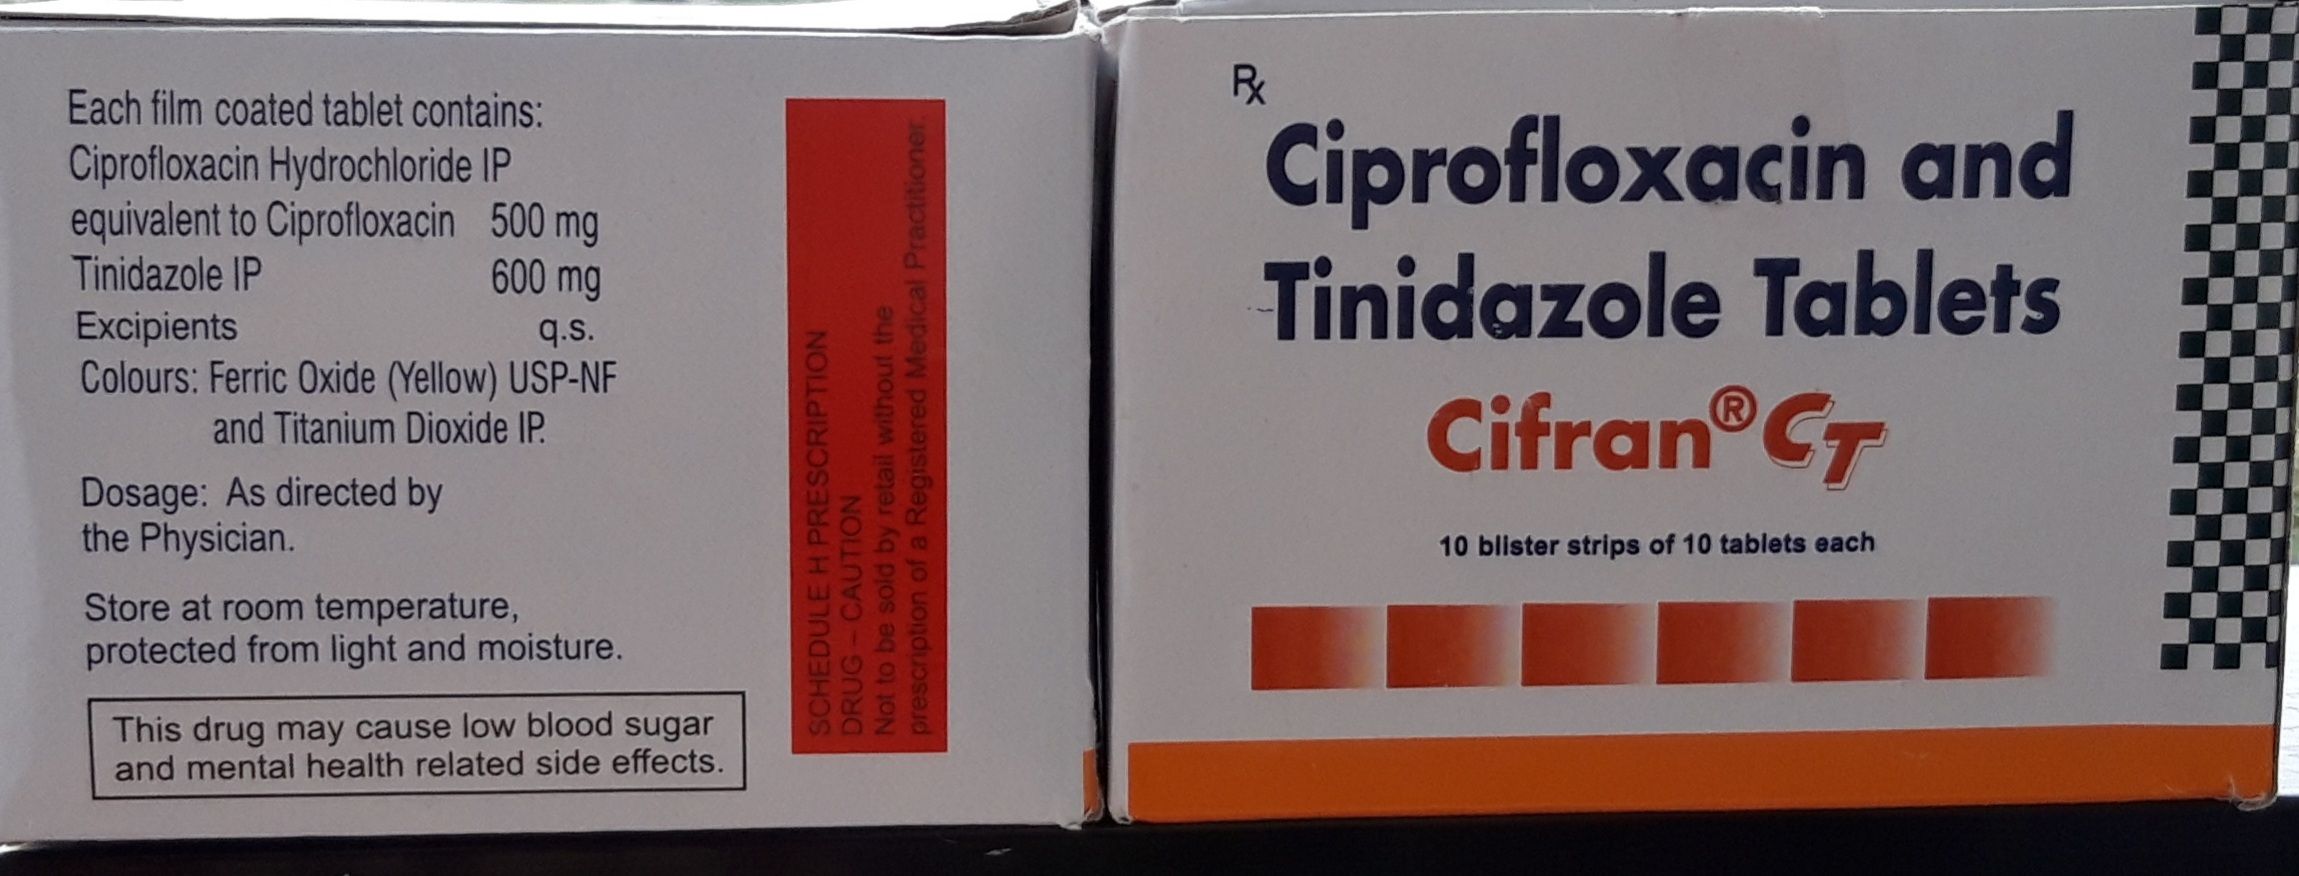 Each film coated tablet contains:
Ciprofloxacin Hydrochloride IP
equivalent to Ciprofloxacin 500 mg
Tinidazole IP 600 mg
Excipients q.s.
Colours: Ferric Oxide (Yellow) USP-NF
and Titanium Dioxide IP.
Dosage: As directed by
the Physician.
Store at room temperature,
protected from light and moisture.
This drug may cause low blood sugar
and mental health related side effects.
SCHEDULE H PRESCRIPTION
DRUG – CAUTION
Not to be sold by retail without the
prescription of a Registered Medical Practitioner.
Rx
Ciprofloxacin and
Tinidazole Tablets
Cifran® CT
10 blister strips of 10 tablets each